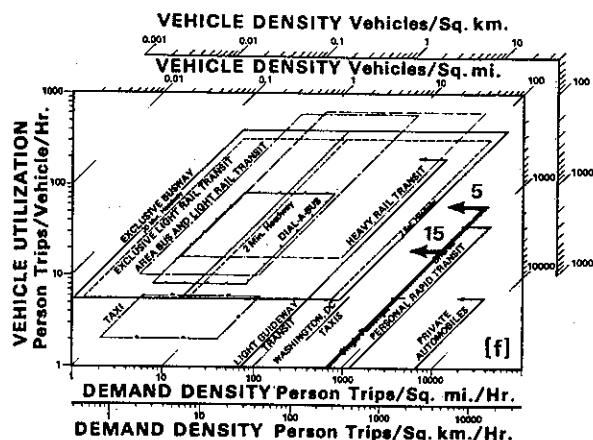 VEHICLE DENSITY Vehicles/Sq. km.
0.001 0.01 0.1 1 10
VEHICLE DENSITY Vehicles/Sq. mi.
0.01 0.1 1 10 100
100
1000
1000
10000
10000
VEHICLE UTILIZATION
Person Trips/Vehicle/Hr.
1000
100
10
1
EXCLUSIVE BUSWAY
EXCLUSIVE LIGHT RAIL TRANSIT
AREA BUS AND LIGHT RAIL TRANSIT
2 Min. Headway
DIAL-A-BUS
HEAVY RAIL TRANSIT
5
15
TAXI
LIGHT GUIDEWAY
TRANSIT
WASHINGTON, DC
TAXIS
PERSONAL RAPID TRANSIT
PRIVATE
AUTOMOBILES
[f]
1 10 100 1000 10000
DEMAND DENSITY Person Trips/Sq. mi./Hr.
1 10 100 1000 10000
DEMAND DENSITY Person Trips/Sq. km./Hr.